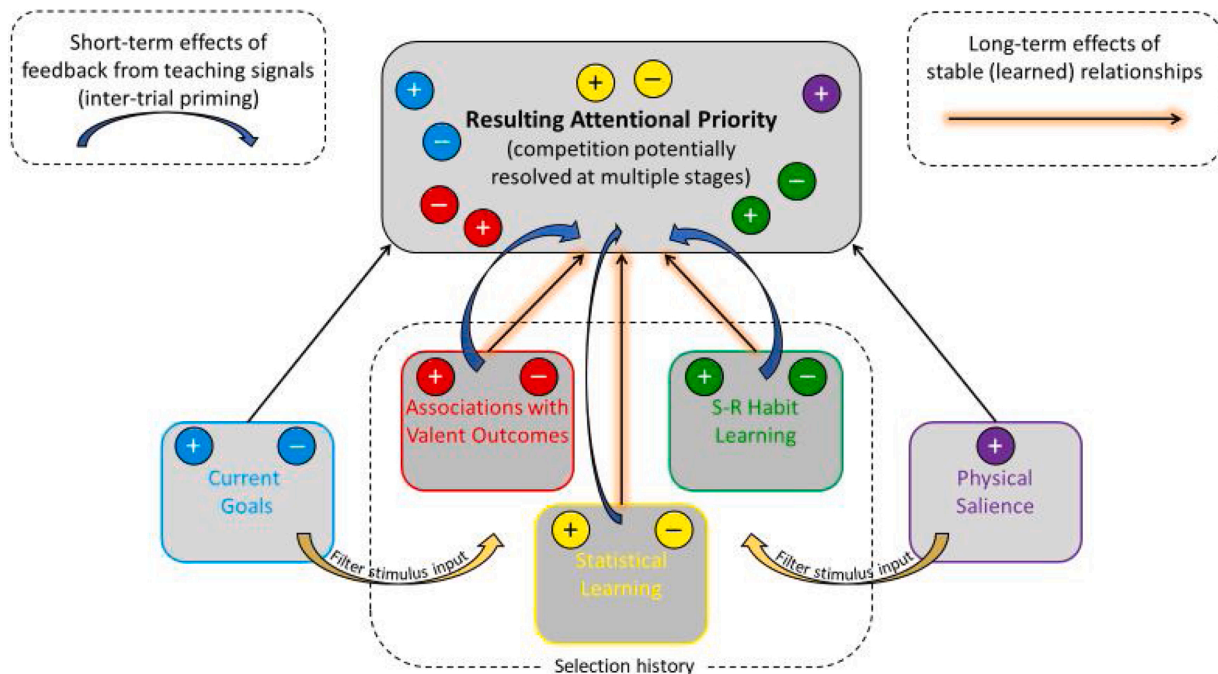 Short-term effects of
feedback from teaching signals
(inter-trial priming)
Long-term effects of
stable (learned) relationships
+
−
+
+
−
Resulting Attentional Priority
(competition potentially
resolved at multiple stages)
−
+
−
+
+
−
Associations with
Valent Outcomes
+
−
S-R Habit
Learning
+
−
Current
Goals
+
Physical
Salience
+
−
Statistical
Learning
Filter stimulus input
Filter stimulus input
Selection history